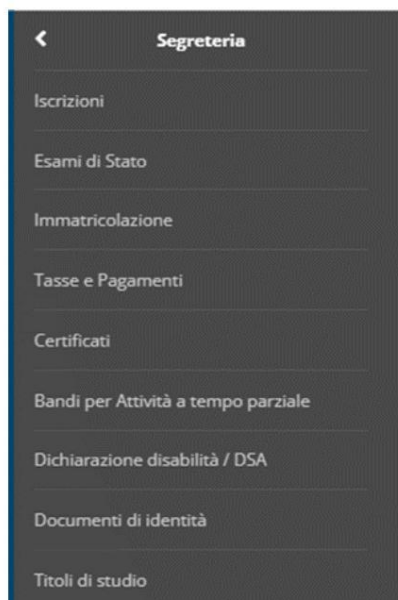 Segreteria
Iscrizioni
Esami di Stato
Immatricolazione
Tasse e Pagamenti
Certificati
Bandi per Attività a tempo parziale
Dichiarazione disabilità / DSA
Documenti di identità
Titoli di studio